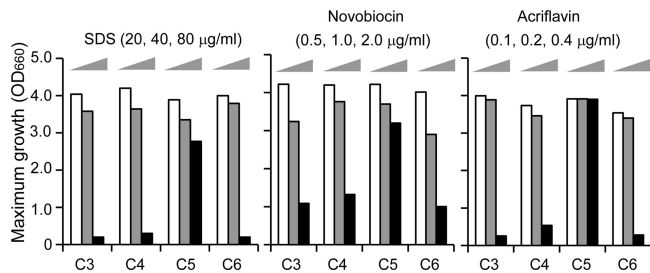 Novobiocin
Acriflavin
SDS (20, 40, 80 μg/ml)
(0.5, 1.0, 2.0 μg/ml)
(0.1, 0.2, 0.4 μg/ml)
Maximum growth (OD660)
5.0
4.0
3.0
2.0
1.0
0
C3 C4 C5 C6 C3 C4 C5 C6 C3 C4 C5 C6